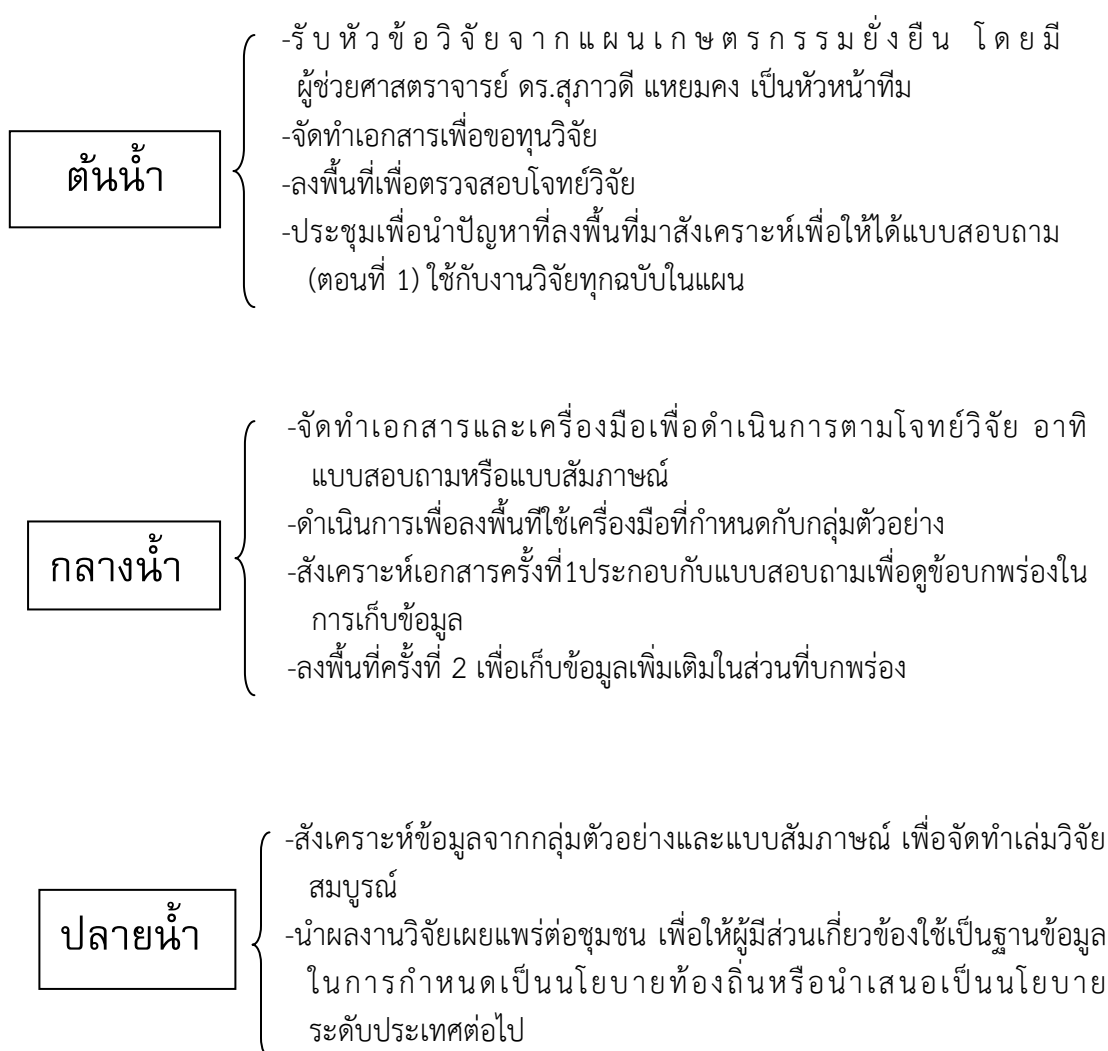 -รับหัวข้อวิจัยจากแผนเกษตรกรรมยั่งยืน โดยมี
ผู้ช่วยศาสตราจารย์ ดร.สุภาวดี แหยมคง เป็นหัวหน้าทีม
-จัดทำเอกสารเพื่อขอทุนวิจัย
ต้นน้ำ
-ลงพื้นที่เพื่อตรวจสอบโจทย์วิจัย
-ประชุมเพื่อนำปัญหาที่ลงพื้นที่มาสังเคราะห์เพื่อให้ได้แบบสอบถาม
(ตอนที่ 1) ใช้กับงานวิจัยทุกฉบับในแผน
-จัดทำเอกสารและเครื่องมือเพื่อดำเนินการตามโจทย์วิจัย อาทิ
แบบสอบถามหรือแบบสัมภาษณ์
-ดำเนินการเพื่อลงพื้นทีใช้เครื่องมือที่กำหนดกับกลุ่มตัวอย่าง
กลางน้ำ
-สังเคราะห์เอกสารครั้งที่1ประกอบกับแบบสอบถามเพื่อดูข้อบกพร่องใน
การเก็บข้อมูล
-ลงพื้นที่ครั้งที่ 2 เพื่อเก็บข้อมูลเพิ่มเติมในส่วนที่บกพร่อง
-สังเคราะห์ข้อมูลจากกลุ่มตัวอย่างและแบบสัมภาษณ์ เพื่อจัดทำเล่มวิจัย
สมบูรณ์
ปลายน้ำ
-นำผลงานวิจัยเผยแพร่ต่อชุมชน เพื่อให้ผู้มีส่วนเกี่ยวข้องใช้เป็นฐานข้อมูล
ในการกำหนดเป็นนโยบายท้องถิ่นหรือนำเสนอเป็นนโยบาย
ระดับประเทศต่อไป